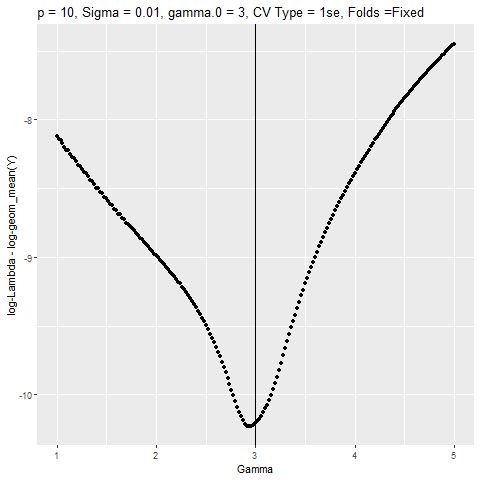 p = 10, Sigma = 0.01, gamma.0 = 3, CV Type = 1se, Folds =Fixed
log-Lambda - log-geom_mean(Y)
-8
-9
-10
1 2 3 4 5
Gamma